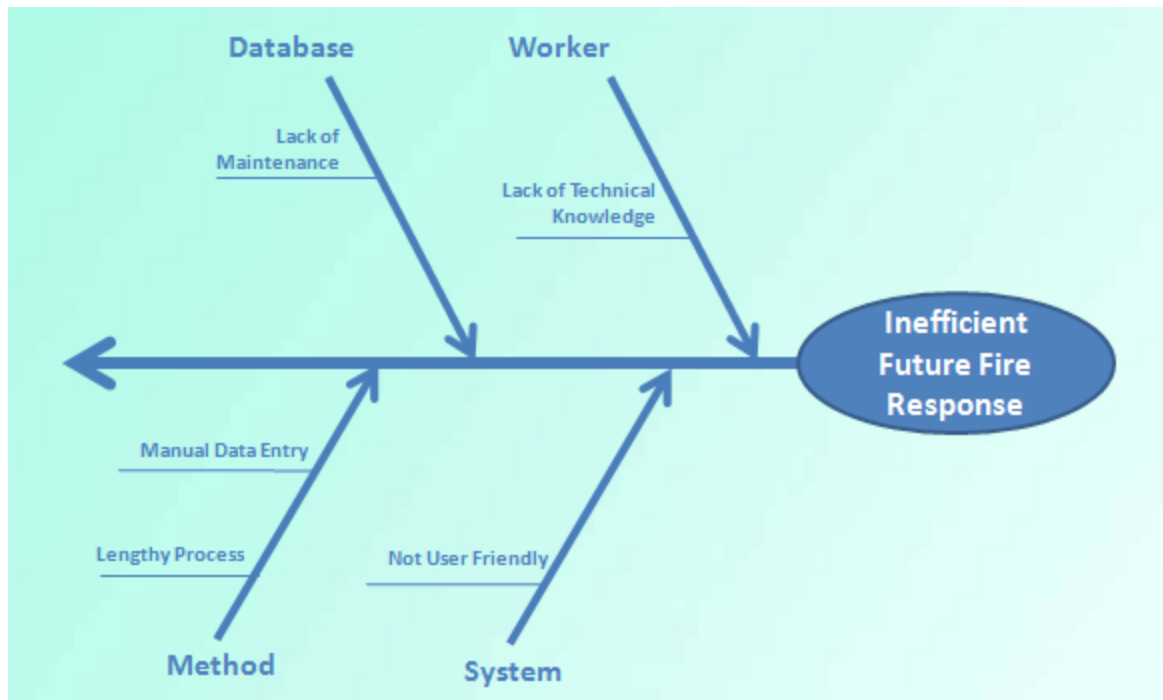 Database
Worker
Lack of
Maintenance
Lack of Technical
Knowledge
Inefficient
Future Fire
Response
Manual Data Entry
Lengthy Process
Not User Friendly
Method
System